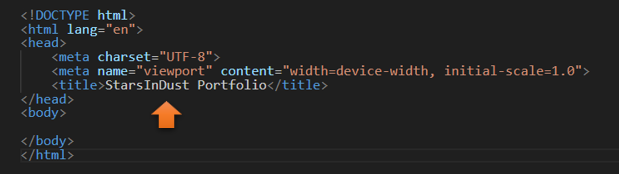 <!DOCTYPE html>
<html lang="en">
<head>
    <meta charset="UTF-8">
    <meta name="viewport" content="width=device-width, initial-scale=1.0">
    <title>StarsInDust Portfolio</title>
</head>
<body>

</body>
</html>